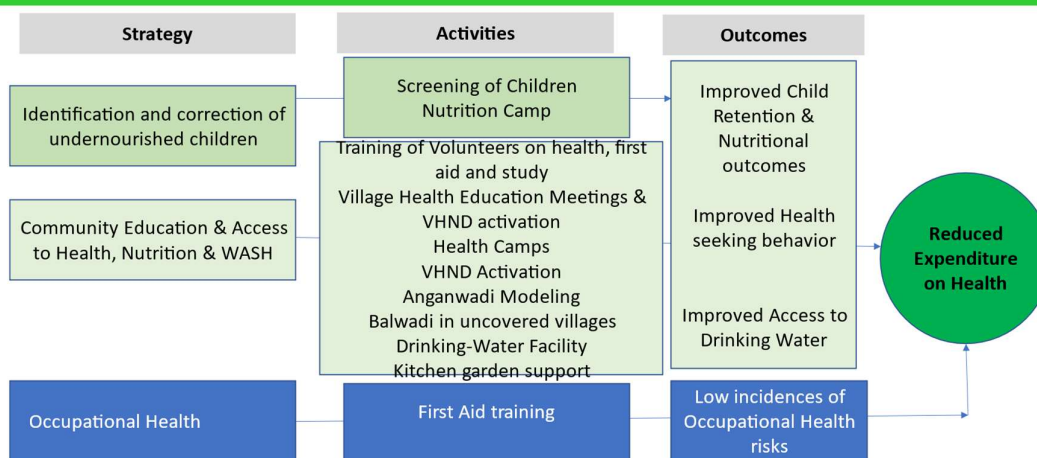 Strategy
Activities
Outcomes
Identification and correction of
undernourished children
Screening of Children
Nutrition Camp
Improved Child
Retention &
Nutritional
outcomes
Community Education & Access
to Health, Nutrition & WASH
Training of Volunteers on health, first
aid and study
Village Health Education Meetings &
VHND activation
Health Camps
VHND Activation
Anganwadi Modeling
Balwadi in uncovered villages
Drinking-Water Facility
Kitchen garden support
Improved Health
seeking behavior
Improved Access to
Drinking Water
Reduced
Expenditure
on Health
Occupational Health
First Aid training
Low incidences of
Occupational Health
risks